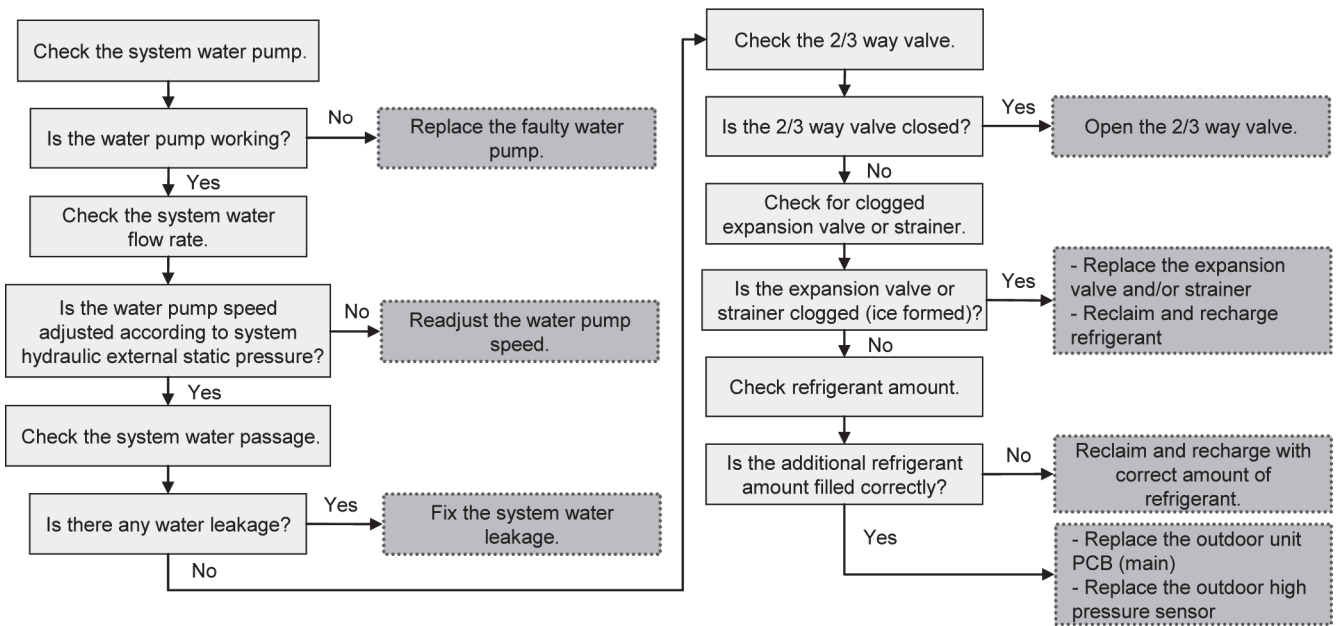 Check the system water pump.
Is the water pump working?
No
Replace the faulty water
pump.
Yes
Check the system water
flow rate.
Is the water pump speed
adjusted according to system
hydraulic external static pressure?
No
Readjust the water pump
speed.
Yes
Check the system water passage.
Is there any water leakage?
Yes
Fix the system water
leakage.
No
Check the 2/3 way valve.
Is the 2/3 way valve closed?
Yes
Open the 2/3 way valve.
No
Check for clogged
expansion valve or strainer.
Is the expansion valve or
strainer clogged (ice formed)?
Yes
- Replace the expansion
valve and/or strainer
- Reclaim and recharge
refrigerant
No
Check refrigerant amount.
Is the additional refrigerant
amount filled correctly?
No
Reclaim and recharge with
correct amount of
refrigerant.
Yes
- Replace the outdoor unit
PCB (main)
- Replace the outdoor high
pressure sensor